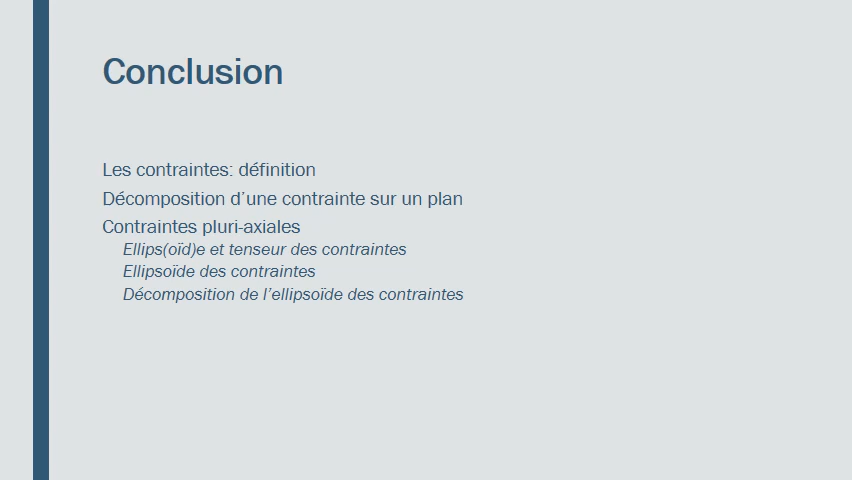 Conclusion
Les contraintes: définition
Décomposition d’une contrainte sur un plan
Contraintes pluri-axiales
Ellips(oïd)e et tenseur des contraintes
Ellipsoïde des contraintes
Décomposition de l’ellipsoïde des contraintes